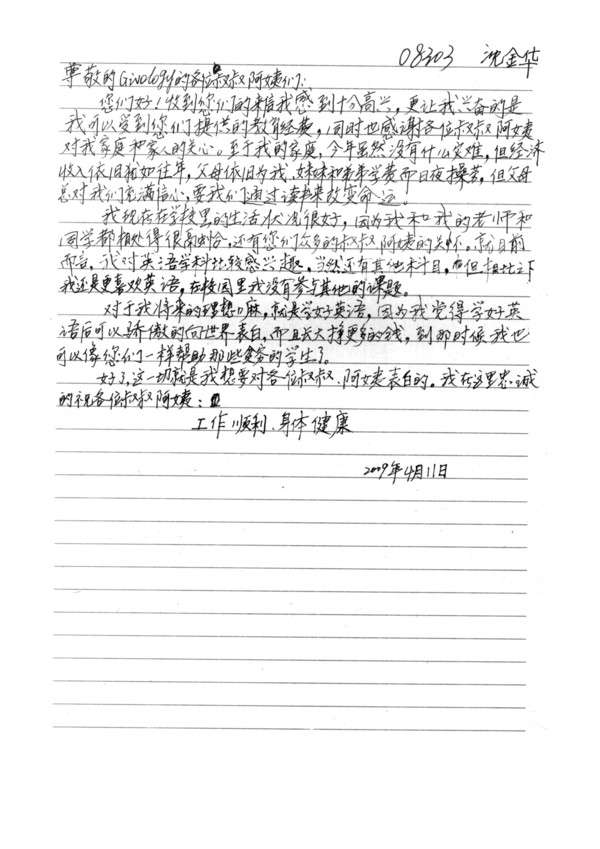 08303 沈金华
尊敬的Givology的各位叔叔阿姨们:
您们好!收到您们的来信我感到十分高兴,更让我兴奋的是
我可以受到您们提供的教育经费,同时也感谢各位叔叔阿姨
对我家庭和家人的关心。至于我的家庭,今年虽然没有什么灾难,但经济
收入依旧就如往年,父母依旧为我、妹妹和弟弟学费而日夜操劳,但父母
总对我们充满信心,要我们通过读书来改变命运。
我现在在学校里的生活状况很好,因为我和我的老师和
同学都相处得很融合,还有您们众多的叔叔阿姨的关怀。就目前
而言,我对英语学科比较感兴趣,当然还有其他科目,但相比之下
我还是更喜欢英语,在校园里我没有参与其他的课题。
对于我将来的理想嘛,就是学好英语,因为我觉得学好英
语后可以骄傲的向世界表白,而且长大挣更多的钱,到那时候我也
可以像您们一样帮助那些贫穷的学生了。
好了,这一切就是我想要对各位叔叔、阿姨表白的。我在这里忠诚
的祝各位叔叔阿姨:
工作顺利、身体健康
2009年4月11日